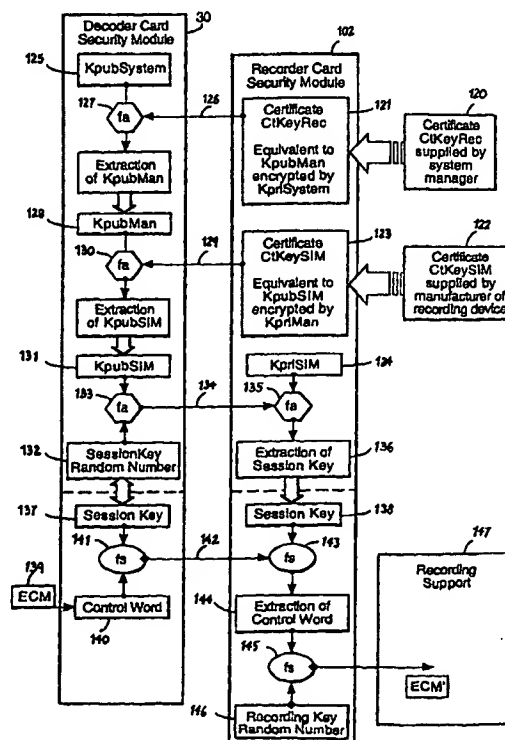 Decoder Card
Security Module
30
125
KpubSystem
127
fa
126
Extraction
of KpubMan
128
KpubMan
130
fa
129
Extraction
of KpubSIM
131
KpubSIM
133
fa
134
132
SessionKey
Random Number
137
Session Key
141
fs
142
139
ECM
Control Word
140
102
Recorder Card
Security Module
121
Certificate
CtKeyRec
Equivalent to
KpubMan
encrypted by
KpriSystem
123
Certificate
CtKeySIM
Equivalent to
KpubSIM
encrypted by
KpriMan
KpriSIM
124
135
fa
Extraction of
Session Key
136
Session Key
138
fs
143
144
Extraction of
Control Word
145
fs
146
Recording Key
Random Number
120
Certificate
CtKeyRec
supplied by
system
manager
122
Certificate
CtKeySIM
supplied by
manufacturer of
recording device
147
Recording
Support
ECM'